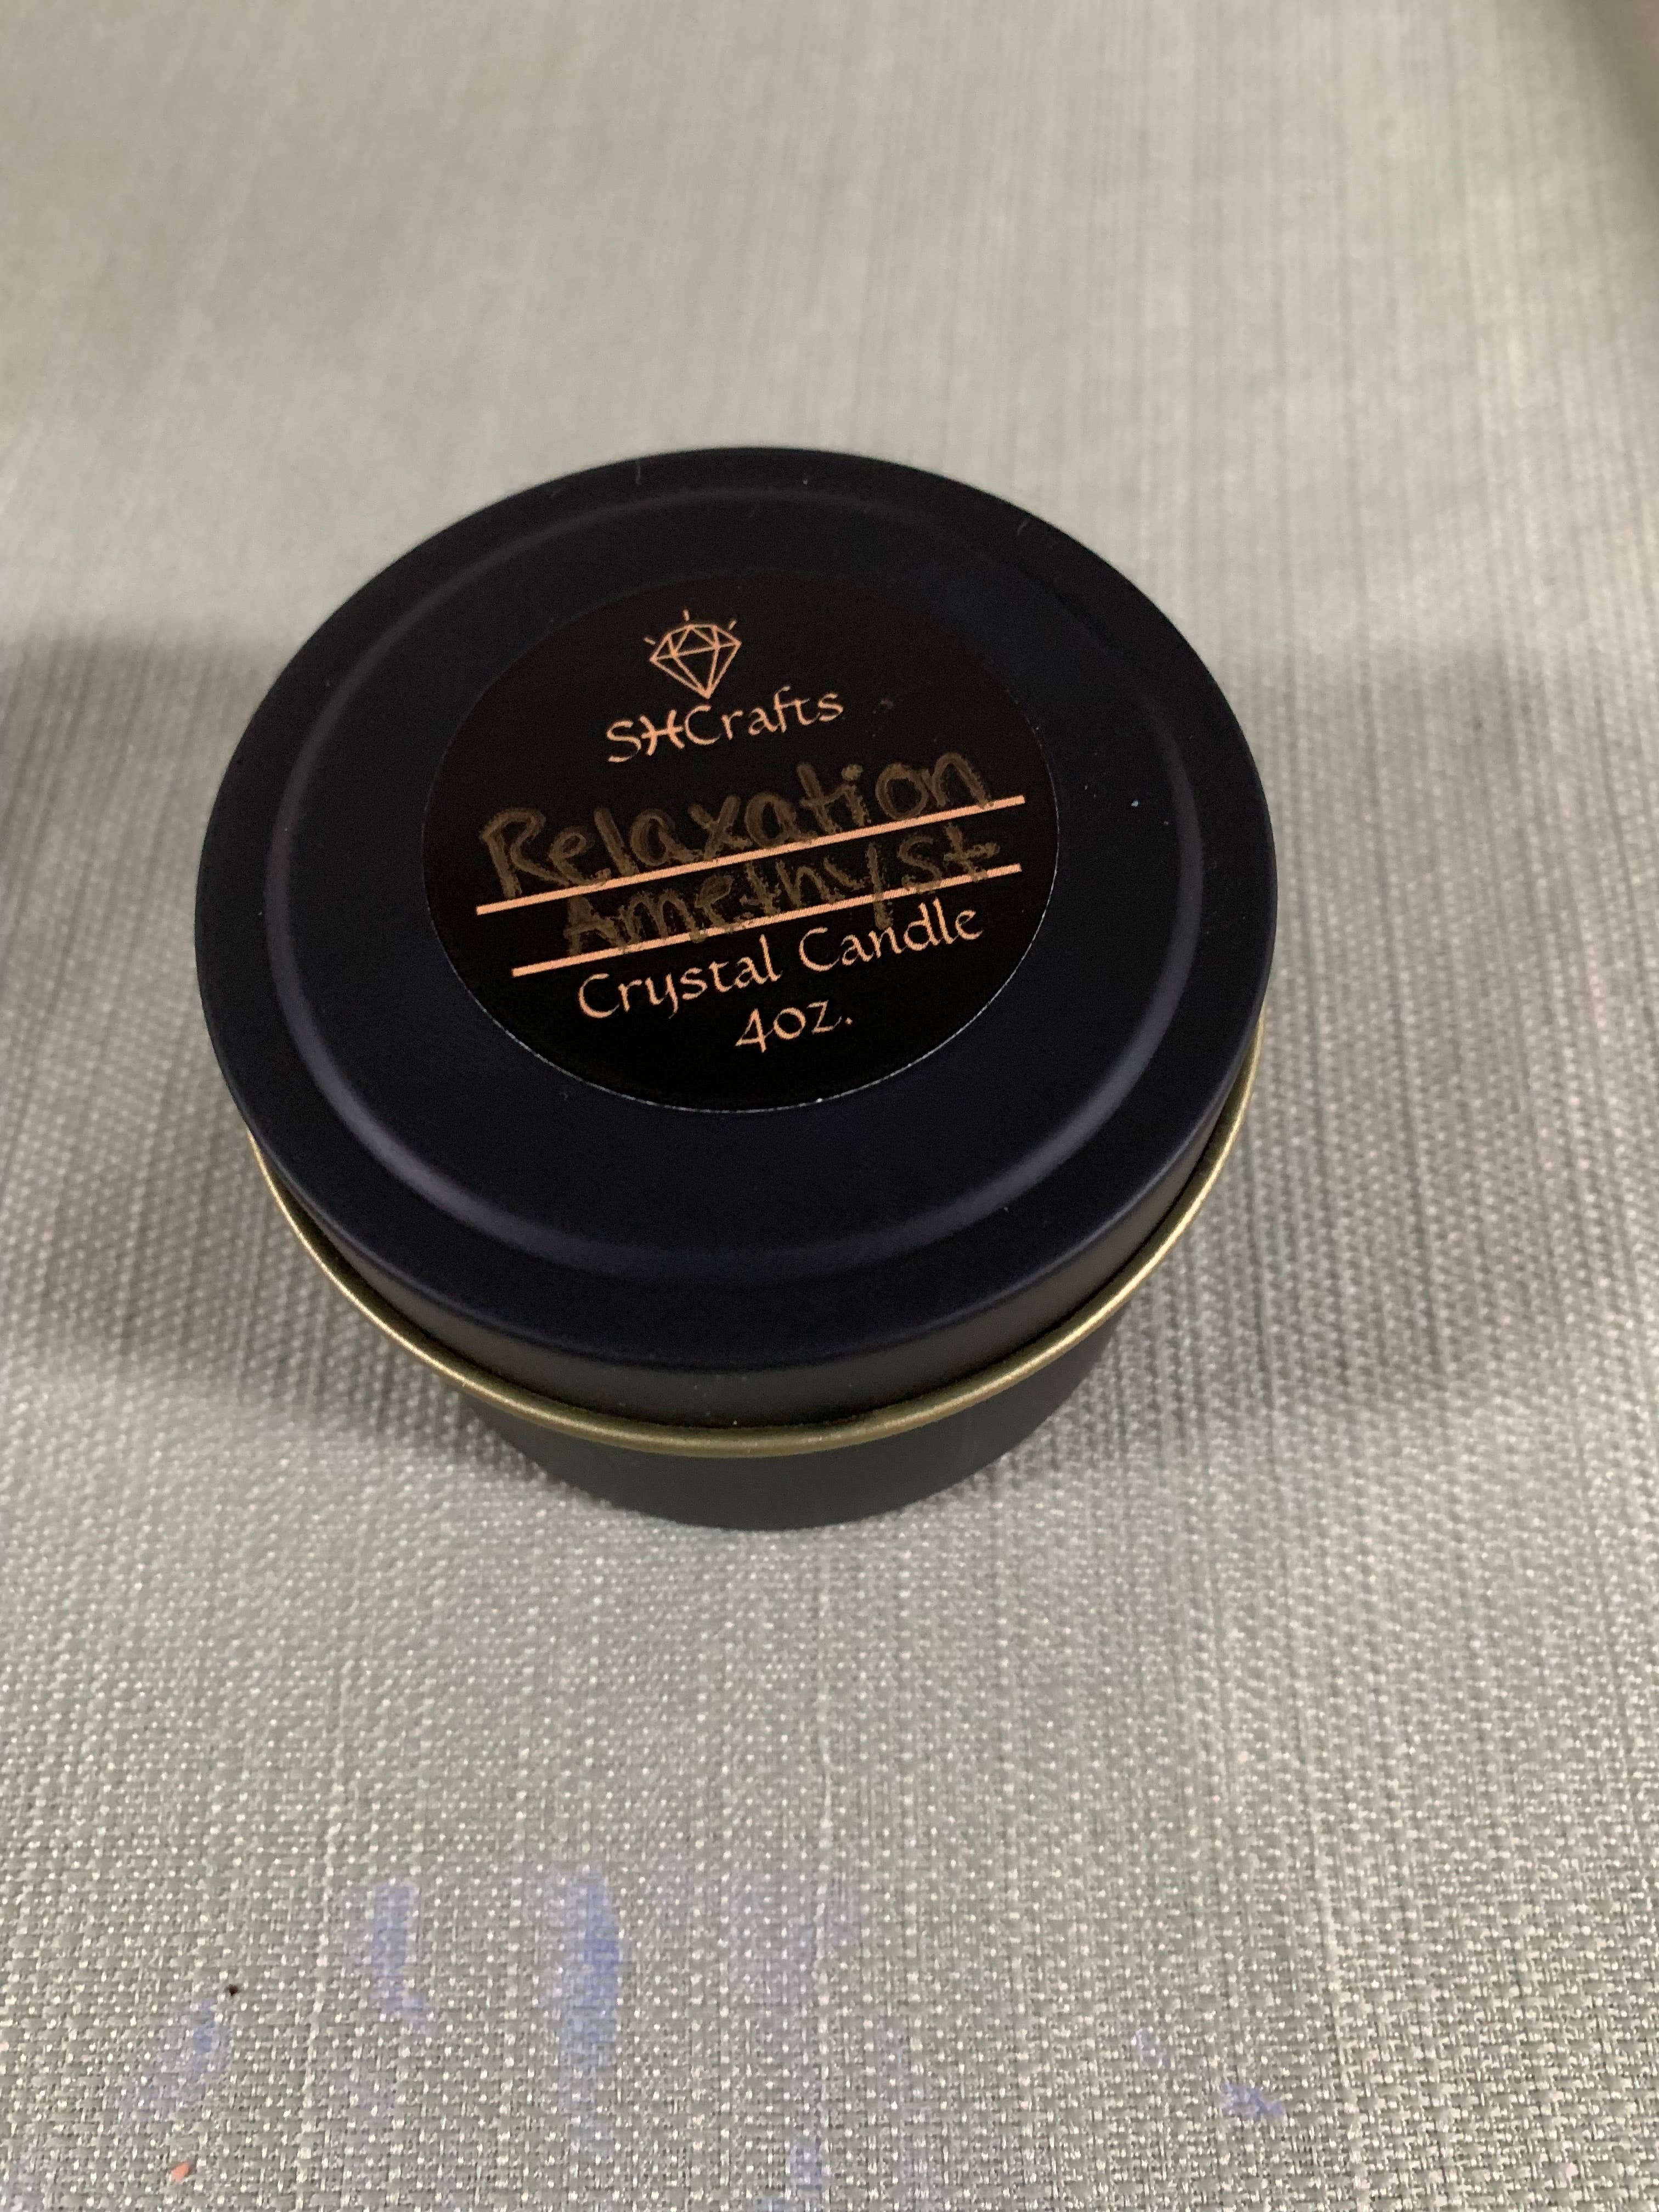 SHCrafts
Relaxation
Amethyst
Crystal Candle
4oz.